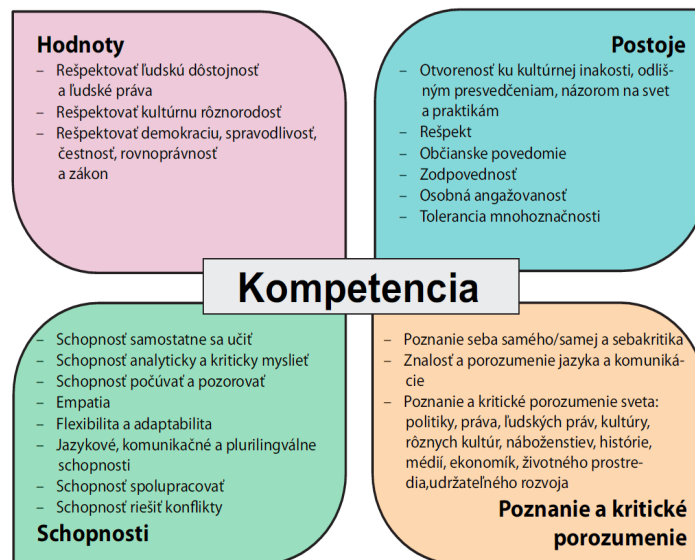 Hodnoty
– Rešpektovať ľudskú dôstojnosť
a ľudské práva
– Rešpektovať kultúrnu rôznorodosť
– Rešpektovať demokraciu, spravodlivosť,
čestnosť, rovnoprávnosť
a zákon
Postoje
– Otvorenosť ku kultúrnej inakosti, odliš-
ným presvedčeniam, názorom na svet
a praktikám
– Rešpekt
– Občianske povedomie
– Zodpovednosť
– Osobná angažovanosť
– Tolerancia mnohoznačnosti
Kompetencia
– Schopnosť samostatne sa učiť
– Schopnosť analyticky a kriticky myslieť
– Schopnosť počúvať a pozorovať
– Empatia
– Flexibilita a adaptabilita
– Jazykové, komunikačné a plurilingválne
schopnosti
– Schopnosť spolupracovať
– Schopnosť riešiť konflikty
Schopnosti
– Poznanie seba samého/samej a sebakritika
– Znalosť a porozumenie jazyka a komuniká-
cie
– Poznanie a kritické porozumenie sveta:
politiky, práva, ľudských práv, kultúry,
rôznych kultúr, náboženstiev, histórie,
médií, ekonomík, životného prostre-
dia,udržateľného rozvoja
Poznanie a kritické
porozumenie